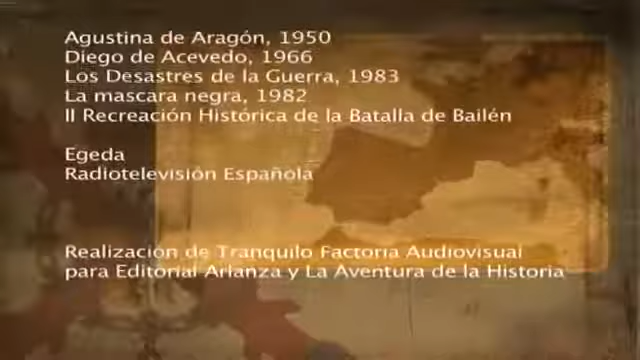 Agustina de Aragón, 1950
Diego de Acevedo, 1966
Los Desastres de la Guerra, 1983
La mascara negra, 1982
II Recreación Histórica de la Batalla de Bailén
Egeda
Radiotelevisión Española
Realización de Tranquilo Factoria Audiovisual
para Editorial Arlanza y La Aventura de la Historia